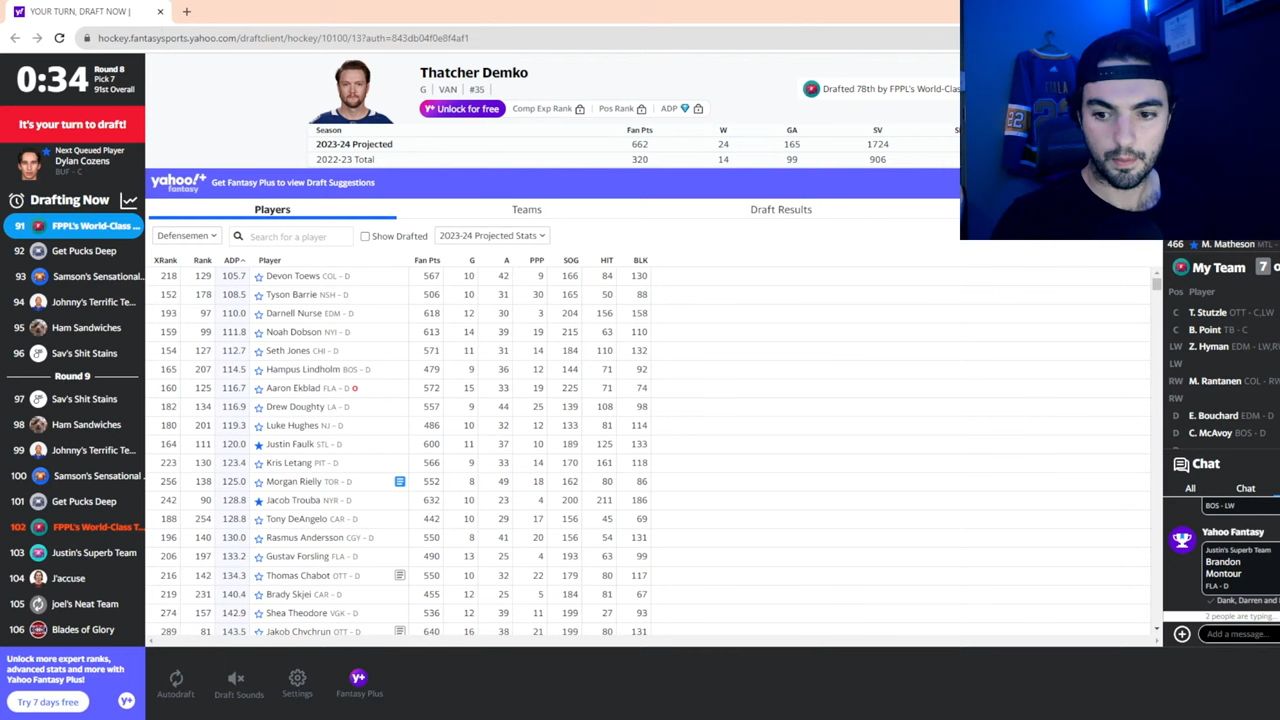 YOUR TURN, DRAFT NOW |
hockey.fantasysports.yahoo.com/draftclient/hockey/10100/13?auth=843db04f0e8f4af1
0:34
Round 8
Pick 7
91st Overall
It's your turn to draft!
Next Queued Player
Dylan Cozens
BUF - C
Drafting Now
91 FPPL's World-Class ...
92 Get Pucks Deep
93 Samson's Sensational
94 Johnny's Terrific Te...
95 Ham Sandwiches
96 Sav's Shit Stains
Round 9
97 Sav's Shit Stains
98 Ham Sandwiches
99 Johnny's Terrific Te...
100 Samson's Sensational .
101 Get Pucks Deep
102 FPPL's World-Class T...
103 Justin's Superb Team
104 J'accuse
105 Joel's Neat Team
106 Blades of Glory
Unlock more expert ranks,
advanced stats and more with
Yahoo Fantasy Plus!
Try 7 days free
Y+
Thatcher Demko
G | VAN | #35
Y+ Unlock for free Comp Exp Rank Pos Rank ADP
Drafted 78th by FPPL's World-Clas
Season Fan Pts W GA SV
2023-24 Projected 662 24 165 1724
2022-23 Total 320 14 99 906
yahoo!+
fantasy
Get Fantasy Plus to view Draft Suggestions
Players Teams Draft Results
Defensemen Search for a player Show Drafted 2023-24 Projected Stats
XRank Rank ADP Player Fan Pts G A PPP SOG HIT BLK
218 129 105.7 Devon Toews COL - D 567 10 42 9 166 84 130
152 178 108.5 Tyson Barrie NSH - D 506 10 31 30 165 50 88
193 97 110.0 Darnell Nurse EDM - D 618 12 30 3 204 156 158
159 99 111.8 Noah Dobson NYI - D 613 14 39 19 215 63 110
154 127 112.7 Seth Jones CHI - D 571 11 31 14 184 110 132
165 207 114.5 Hampus Lindholm BOS - D 479 9 36 12 144 71 92
160 125 116.7 Aaron Ekblad FLA - D O 572 15 33 19 225 71 74
182 134 116.9 Drew Doughty LA - D 557 9 44 25 139 108 98
180 201 119.3 Luke Hughes NJ - D 486 10 32 12 133 81 114
164 111 120.0 Justin Faulk STL - D 600 11 37 10 189 125 133
223 130 123.4 Kris Letang PIT - D 566 9 33 14 170 161 118
256 138 125.0 Morgan Rielly TOR - D 552 8 49 18 162 80 86
242 90 128.8 Jacob Trouba NYR - D 632 10 23 4 200 211 186
188 254 128.8 Tony DeAngelo CAR - D 442 10 29 17 156 45 69
196 140 130.0 Rasmus Andersson CGY - D 550 8 41 20 156 54 131
206 197 133.2 Gustav Forsling FLA - D 490 13 25 4 193 63 99
216 142 134.3 Thomas Chabot OTT - D 550 10 32 22 179 80 117
219 231 140.4 Brady Skjei CAR - D 455 12 23 5 184 81 67
274 157 142.9 Shea Theodore VGK - D 536 12 39 11 199 27 93
289 81 143.5 Jakob Chychrun OTT - D 640 16 38 21 199 80 131
Autodraft
Draft Sounds
Settings
Fantasy Plus
466 M. Matheson MTL -
My Team 7 o
Pos Player
C T. Stutzle OTT - C,LW
C B. Point TB - C
LW Z. Hyman EDM - LW,R
LW
RW M. Rantanen COL - RW
RW
D E. Bouchard EDM - D
D C. McAvoy BOS - D
Chat
All Chat
BOS - LW
Yahoo Fantasy
Justin's Superb Team
Brandon
Montour
FLA - D
Dank, Darren and
2 people are typing...
Add a message...